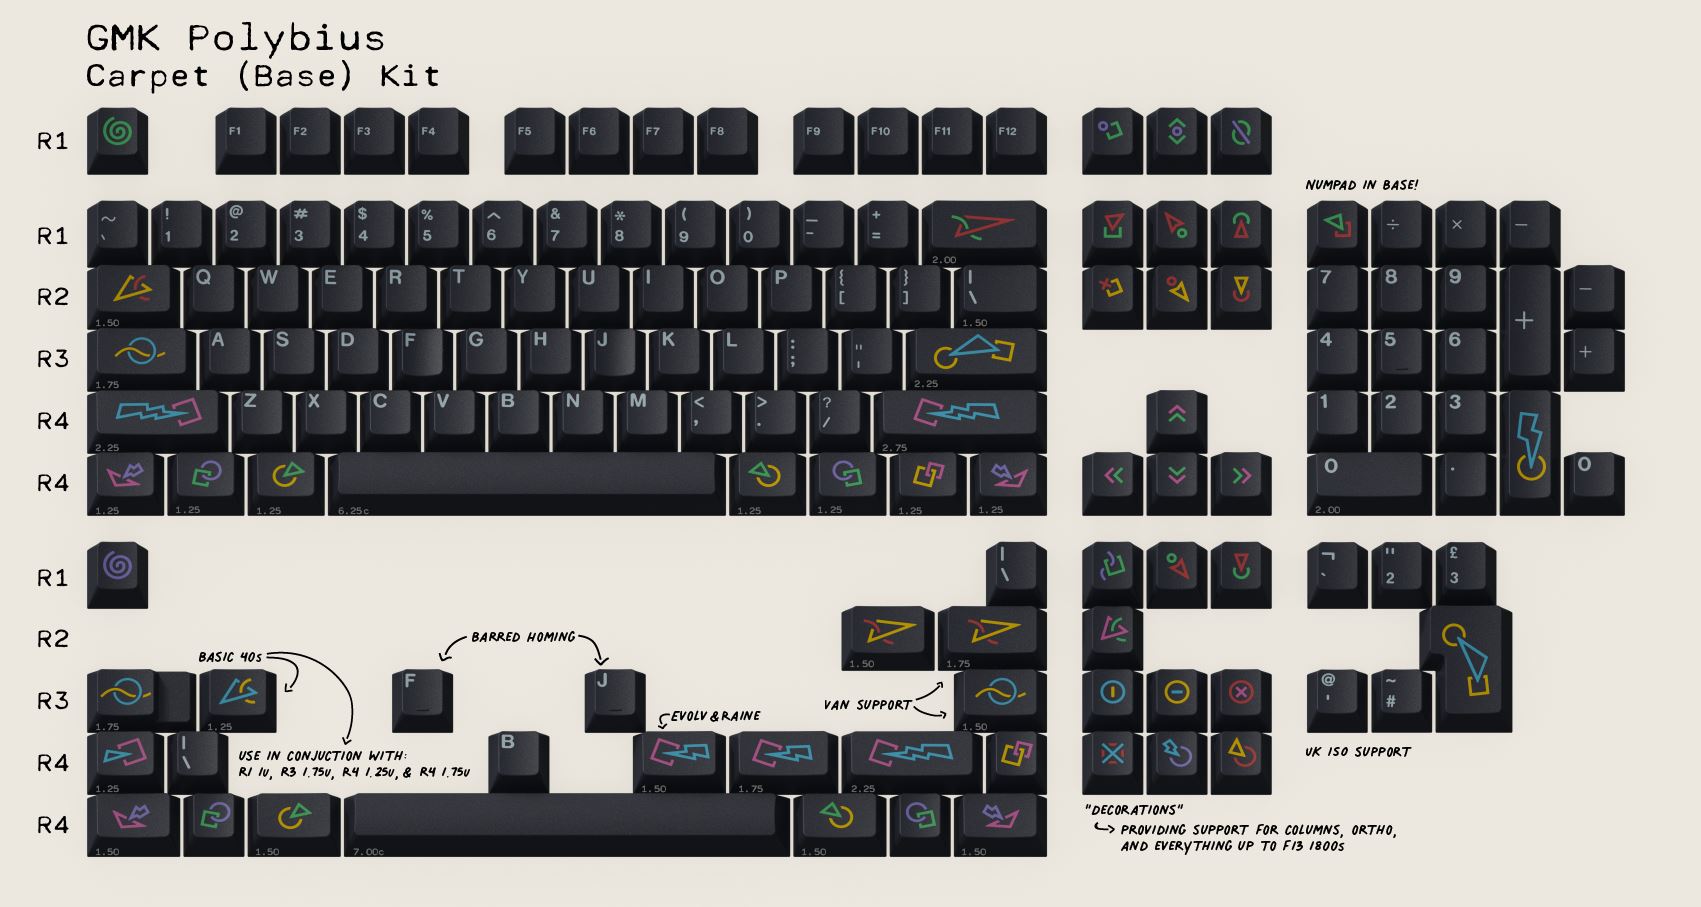 GMK Polybius
Carpet (Base) Kit
R1
F1 F2 F3 F4 F5 F6 F7 F8 F9 F10 F11 F12
NUMPAD IN BASE!
R1
~ ! @ # $ % ^ & * ( ) _ +
` 1 2 3 4 5 6 7 8 9 0 - =
÷ × −
2.00
R2
Q W E R T Y U I O P { } |
[ ] \
7 8 9 + −
1.50 1.50
R3
A S D F G H J K L : "
; '
4 5 6 +
1.75 2.25
R4
Z X C V B N M < > ?
, . /
1 2 3
2.25 2.75
R4
0 . 0
1.25 1.25 1.25 6.25c 1.25 1.25 1.25 1.25 2.00
R1
| ¬ " £
\ ` 2 3
R2
BARRED HOMING
1.50 1.75
BASIC 40s
R3
F J @ ~
' #
VAN SUPPORT
EVOLV & RAINE
1.75 1.25 1.50
R4
| B
\
USE IN CONJUCTION WITH:
R1 1U, R3 1.75U, R4 1.25U, & R4 1.75U
UK ISO SUPPORT
1.25 1.50 1.75 2.25
R4
1.50 1.50 7.00c 1.50 1.50
"DECORATIONS"
PROVIDING SUPPORT FOR COLUMNS, ORTHO,
AND EVERYTHING UP TO F13 1800s